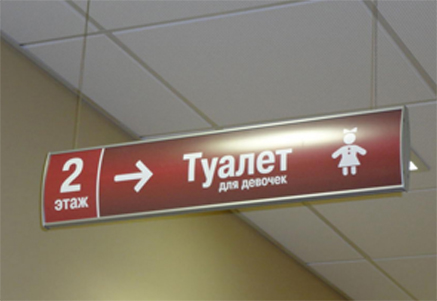 2
этаж
Туалет
для девочек